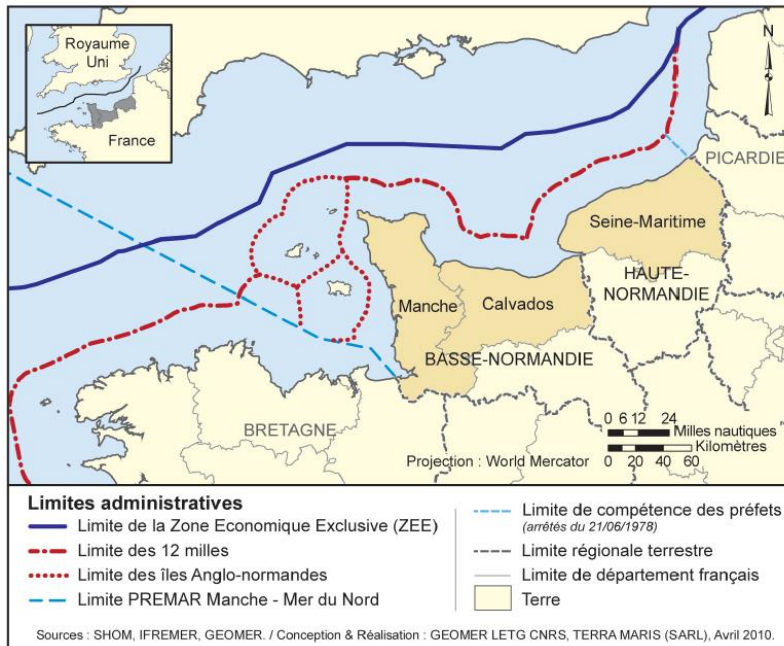 Royaume
Uni
France
N
PICARDIE
Seine-Maritime
HAUTE-
NORMANDIE
Manche
Calvados
BASSE-NORMANDIE
BRETAGNE
0 6 12 24
Milles nautiques
Kilomètres
0 20 40 60
Projection : World Mercator
Limites administratives
Limite de la Zone Economique Exclusive (ZEE)
Limite des 12 milles
Limite des îles Anglo-normandes
Limite PREMAR Manche - Mer du Nord
Limite de compétence des préfets
(arrêtés du 21/06/1978)
Limite régionale terrestre
Limite de département français
Terre
Sources : SHOM, IFREMER, GEOMER. / Conception & Réalisation : GEOMER LETG CNRS, TERRA MARIS (SARL), Avril 2010.